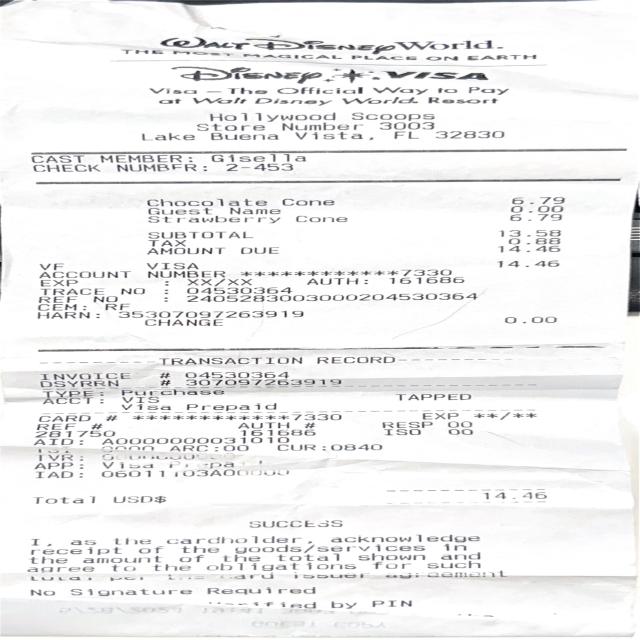 WALT DISNEY World.
THE MOST MAGICAL PLACE ON EARTH
DISNEY VISA
Visa - The Official Way to Pay
at Walt Disney World Resort
Hollywood Scoops
Store Number 3003
Lake Buena Vista, FL 32830
CAST MEMBER: Gisella
CHECK NUMBER: 2-453
Chocolate Cone 6.79
Guest Name 0.00
Strawberry Cone 6.79
SUBTOTAL 13.58
TAX 0.88
AMOUNT DUE 14.46
VF VISA 14.46
ACCOUNT NUMBER ************7330
EXP : XX/XX AUTH: 161686
TRACE NO : 04530364
REF NO : 24052830030000204530364
CEM: RF
HARN: 35307097263919
CHANGE 0.00
TRANSACTION RECORD
INVOICE # 04530364
DSYRRN # 307097263919
TYPE: Purchase
ACCT: VIS TAPPED
Visa Prepaid
CARD # ************7330 EXP **/**
REF # AUTH # RESP 00
281750 161686 ISO 00
AID: A0000000031010
ARC:00 CUR:0840
TVR:
APP: Visa Prepaid
IAD:
Total USD$ 14.46
SUCCESS
I, as the cardholder, acknowledge
receipt of the goods/services in
the amount of the total shown and
agree to the obligations for such
total per the card issuer agreement
No Signature Required
Verified by PIN
GUEST COPY